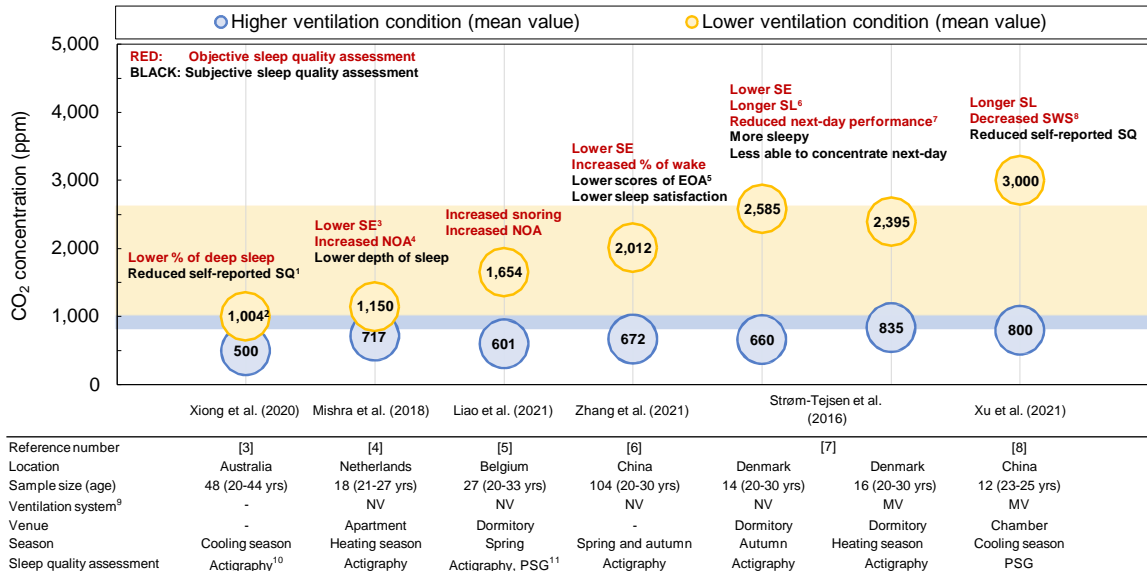 Higher ventilation condition (mean value) Lower ventilation condition (mean value)
5,000
4,000
3,000
2,000
1,000
0
CO2 concentration (ppm)
RED: Objective sleep quality assessment
BLACK: Subjective sleep quality assessment
Lower % of deep sleep
Reduced self-reported SQ1
1,0042
500
Lower SE3
Increased NOA4
Lower depth of sleep
1,150
717
Increased snoring
Increased NOA
1,654
601
Lower SE
Increased % of wake
Lower scores of EOA5
Lower sleep satisfaction
2,012
672
Lower SE
Longer SL6
Reduced next-day performance7
More sleepy
Less able to concentrate next-day
2,585
660
2,395
835
Longer SL
Decreased SWS8
Reduced self-reported SQ
3,000
800
Xiong et al. (2020) Mishra et al. (2018) Liao et al. (2021) Zhang et al. (2021) Strøm-Tejsen et al. (2016) Xu et al. (2021)
Reference number [3] [4] [5] [6] [7] [8]
Location Australia Netherlands Belgium China Denmark Denmark China
Sample size (age) 48 (20-44 yrs) 18 (21-27 yrs) 27 (20-33 yrs) 104 (20-30 yrs) 14 (20-30 yrs) 16 (20-30 yrs) 12 (23-25 yrs)
Ventilation system9 - NV NV NV NV MV MV
Venue - Apartment Dormitory - Dormitory Dormitory Chamber
Season Cooling season Heating season Spring Spring and autumn Autumn Heating season Cooling season
Sleep quality assessment Actigraphy10 Actigraphy Actigraphy, PSG11 Actigraphy Actigraphy Actigraphy PSG